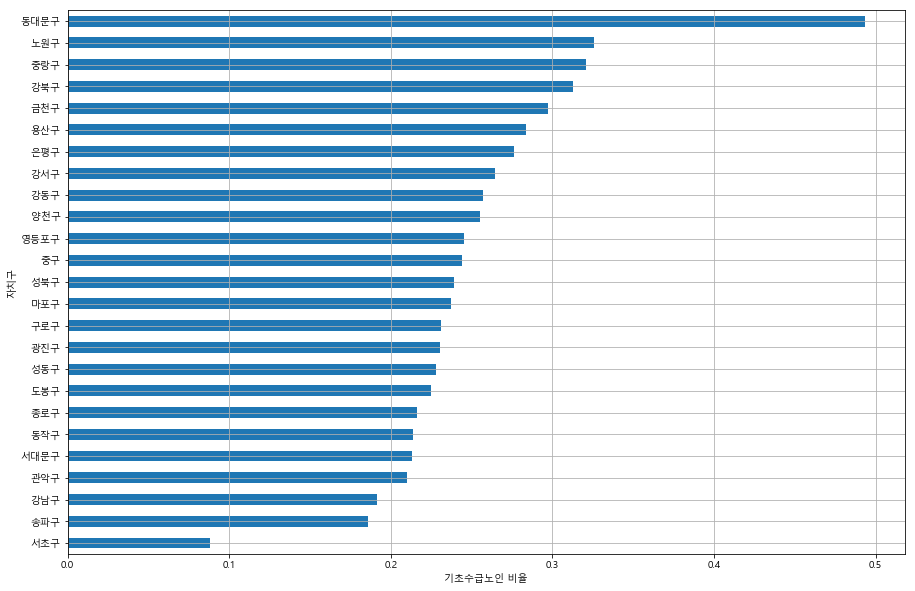 동대문구
노원구
중랑구
강북구
금천구
용산구
은평구
강서구
강동구
양천구
영등포구
중구
성북구
마포구
구로구
광진구
성동구
도봉구
종로구
동작구
서대문구
관악구
강남구
송파구
서초구
자치구
0.0 0.1 0.2 0.3 0.4 0.5
기초수급노인 비율